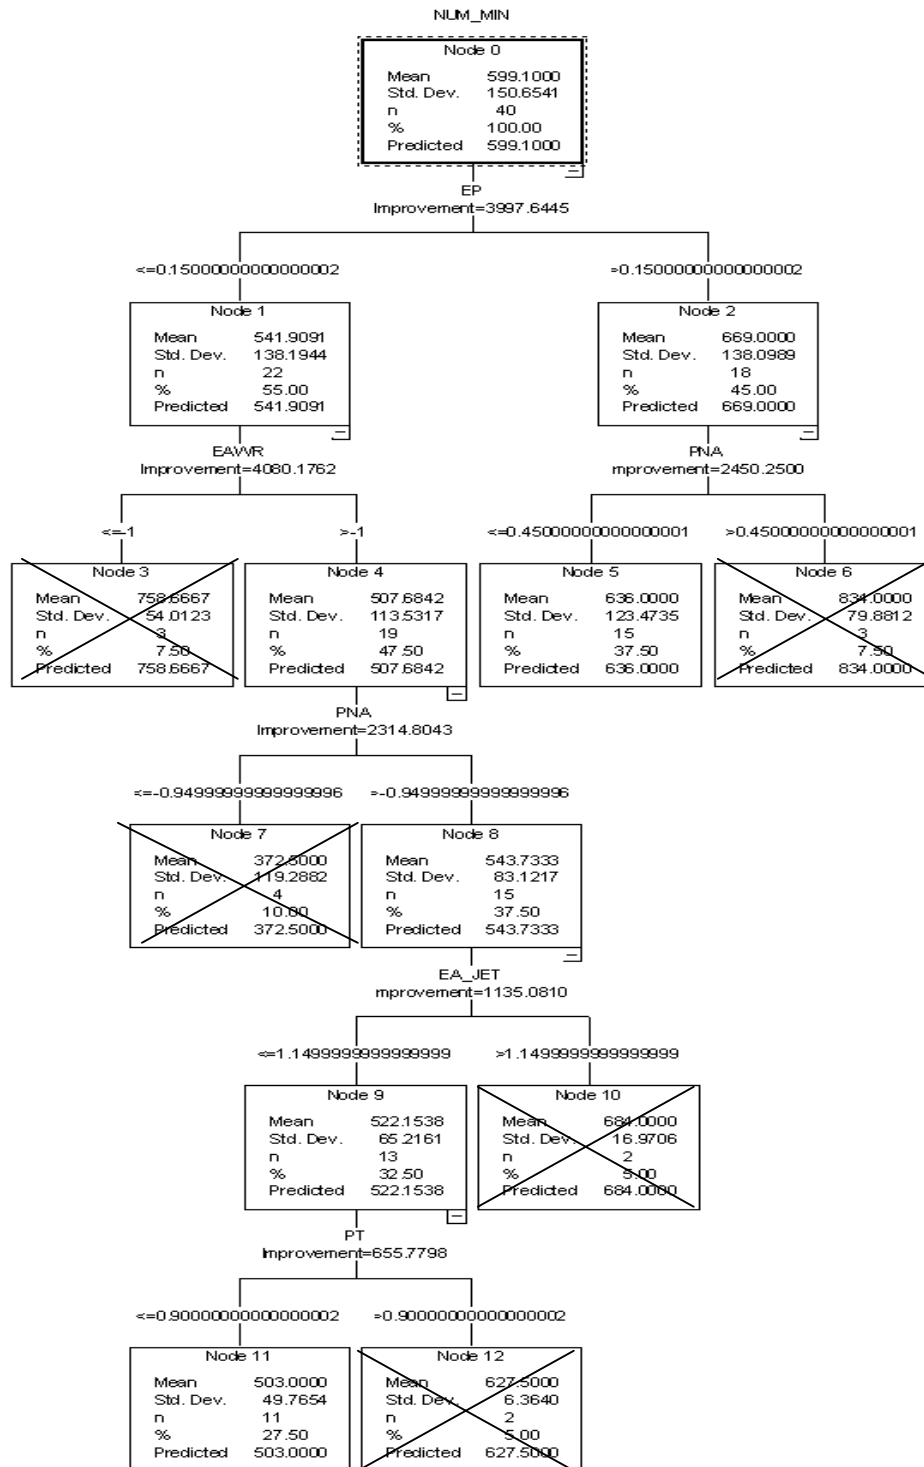 NUM_MIN
Node 0
Mean 599.1000
Std. Dev. 150.6541
n 40
% 100.00
Predicted 599.1000
EP
Improvement=3997.6445
<=0.15000000000000002
>0.15000000000000002
Node 1
Mean 541.9091
Std. Dev. 138.1944
n 22
% 55.00
Predicted 541.9091
Node 2
Mean 669.0000
Std. Dev. 138.0989
n 18
% 45.00
Predicted 669.0000
EAWR
Improvement=4080.1762
PNA
mprovement=2450.2500
<=-1
>-1
<=0.45000000000000001
>0.45000000000000001
Node 3
Mean 758.6667
Std. Dev. 54.0123
n 3
% 7.50
Predicted 758.6667
Node 4
Mean 507.6842
Std. Dev. 113.5317
n 19
% 47.50
Predicted 507.6842
Node 5
Mean 636.0000
Std. Dev. 123.4735
n 15
% 37.50
Predicted 636.0000
Node 6
Mean 834.0000
Std. Dev. 79.8812
n 3
% 7.50
Predicted 834.0000
PNA
Improvement=2314.8043
<=-0.94999999999999996
>-0.94999999999999996
Node 7
Mean 372.5000
Std. Dev. 119.2882
n 4
% 10.00
Predicted 372.5000
Node 8
Mean 543.7333
Std. Dev. 83.1217
n 15
% 37.50
Predicted 543.7333
EA_JET
mprovement=1135.0810
<=1.1499999999999999
>1.1499999999999999
Node 9
Mean 522.1538
Std. Dev. 65.2161
n 13
% 32.50
Predicted 522.1538
Node 10
Mean 684.0000
Std. Dev. 16.9706
n 2
% 5.00
Predicted 684.0000
PT
Improvement=655.7798
<=0.90000000000000002
>0.90000000000000002
Node 11
Mean 503.0000
Std. Dev. 49.7654
n 11
% 27.50
Predicted 503.0000
Node 12
Mean 627.5000
Std. Dev. 6.3640
n 2
% 5.00
Predicted 627.5000